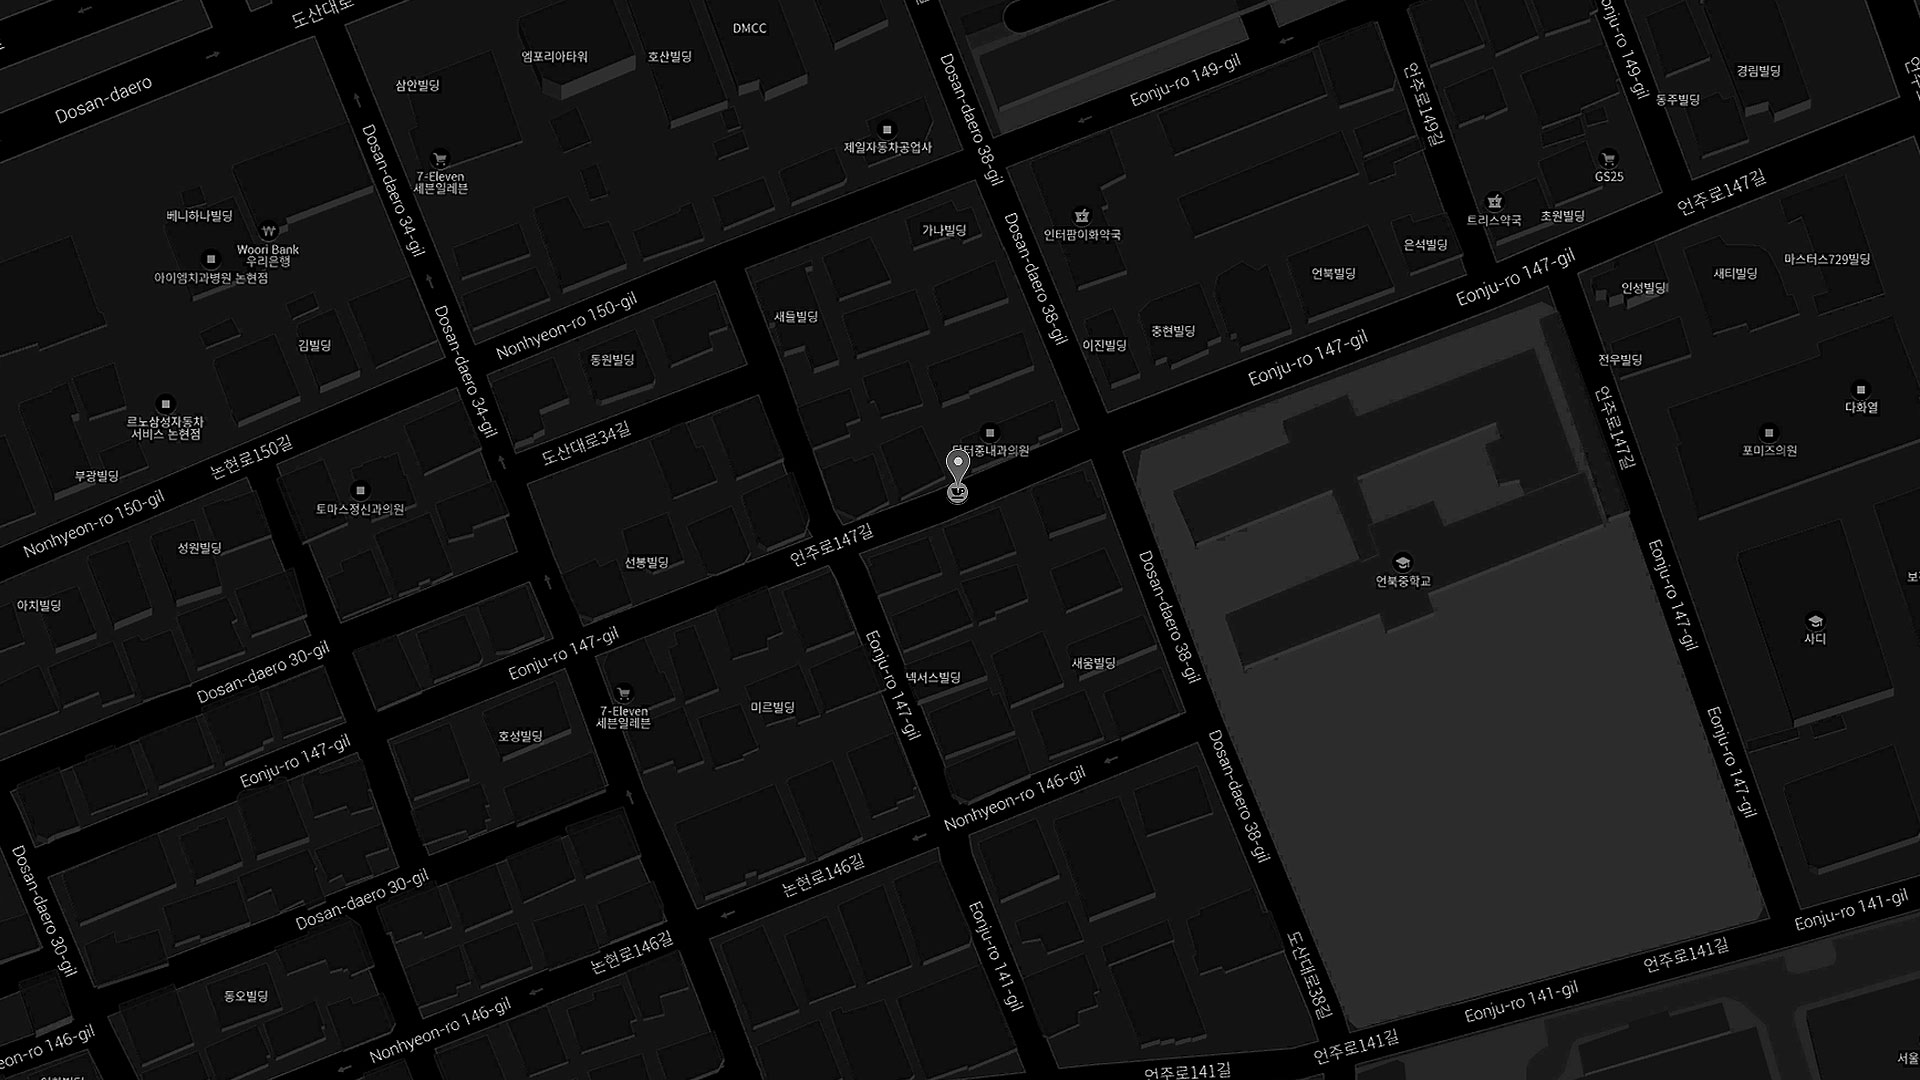 도산대로
DMCC
엠포리아타워
호산빌딩
삼안빌딩
Dosan-daero
Dosan-daero 38-gil
Eonju-ro 149-gil
언주로149길
경림빌딩
동주빌딩
제일자동차공업사
7-Eleven
세븐일레븐
Dosan-daero 34-gil
GS25
언주로147길
트리스약국
초원빌딩
베니하나빌딩
Woori Bank
우리은행
아이엠치과병원 논현점
가나빌딩
인터팜이화약국
은석빌딩
언북빌딩
Eonju-ro 147-gil
인성빌딩
새티빌딩
마스터스729빌딩
Dosan-daero 38-gil
Nonhyeon-ro 150-gil
새들빌딩
충현빌딩
이진빌딩
김빌딩
Dosan-daero 34-gil
동원빌딩
Eonju-ro 147-gil
전우빌딩
르노삼성자동차
서비스 논현점
다화열
도산대로34길
논현로150길
언주로147길
포미즈의원
부광빌딩
토마스정신과의원
Nonhyeon-ro 150-gil
성원빌딩
선봉빌딩
언주로147길
언북중학교
아치빌딩
Dosan-daero 38-gil
Eonju-ro 147-gil
사디
Dosan-daero 30-gil
Eonju-ro 147-gil
Eonju-ro 147-gil
넥서스빌딩
새움빌딩
7-Eleven
세븐일레븐
미르빌딩
호성빌딩
Eonju-ro 147-gil
Eonju-ro 147-gil
Dosan-daero 38-gil
Nonhyeon-ro 146-gil
논현로146길
Dosan-daero 30-gil
Dosan-daero 30-gil
Eonju-ro 141-gil
Eonju-ro 141-gil
논현로146길
도산대로38길
언주로141길
동오빌딩
Eonju-ro 141-gil
Nonhyeon-ro 146-gil
언주로141길
언주로141길
서울